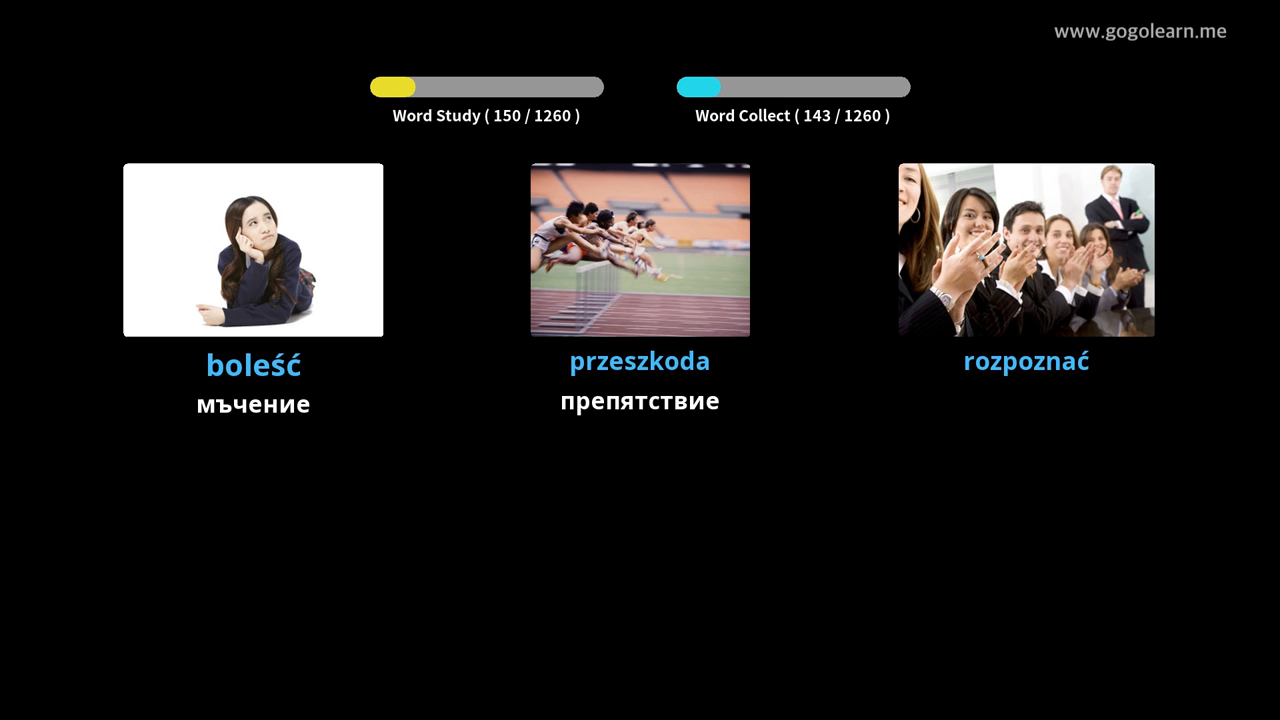 www.gogolearn.me
Word Study ( 150 / 1260 )
Word Collect ( 143 / 1260 )
boleść
przeszkoda
rozpoznać
мъчение
препятствие